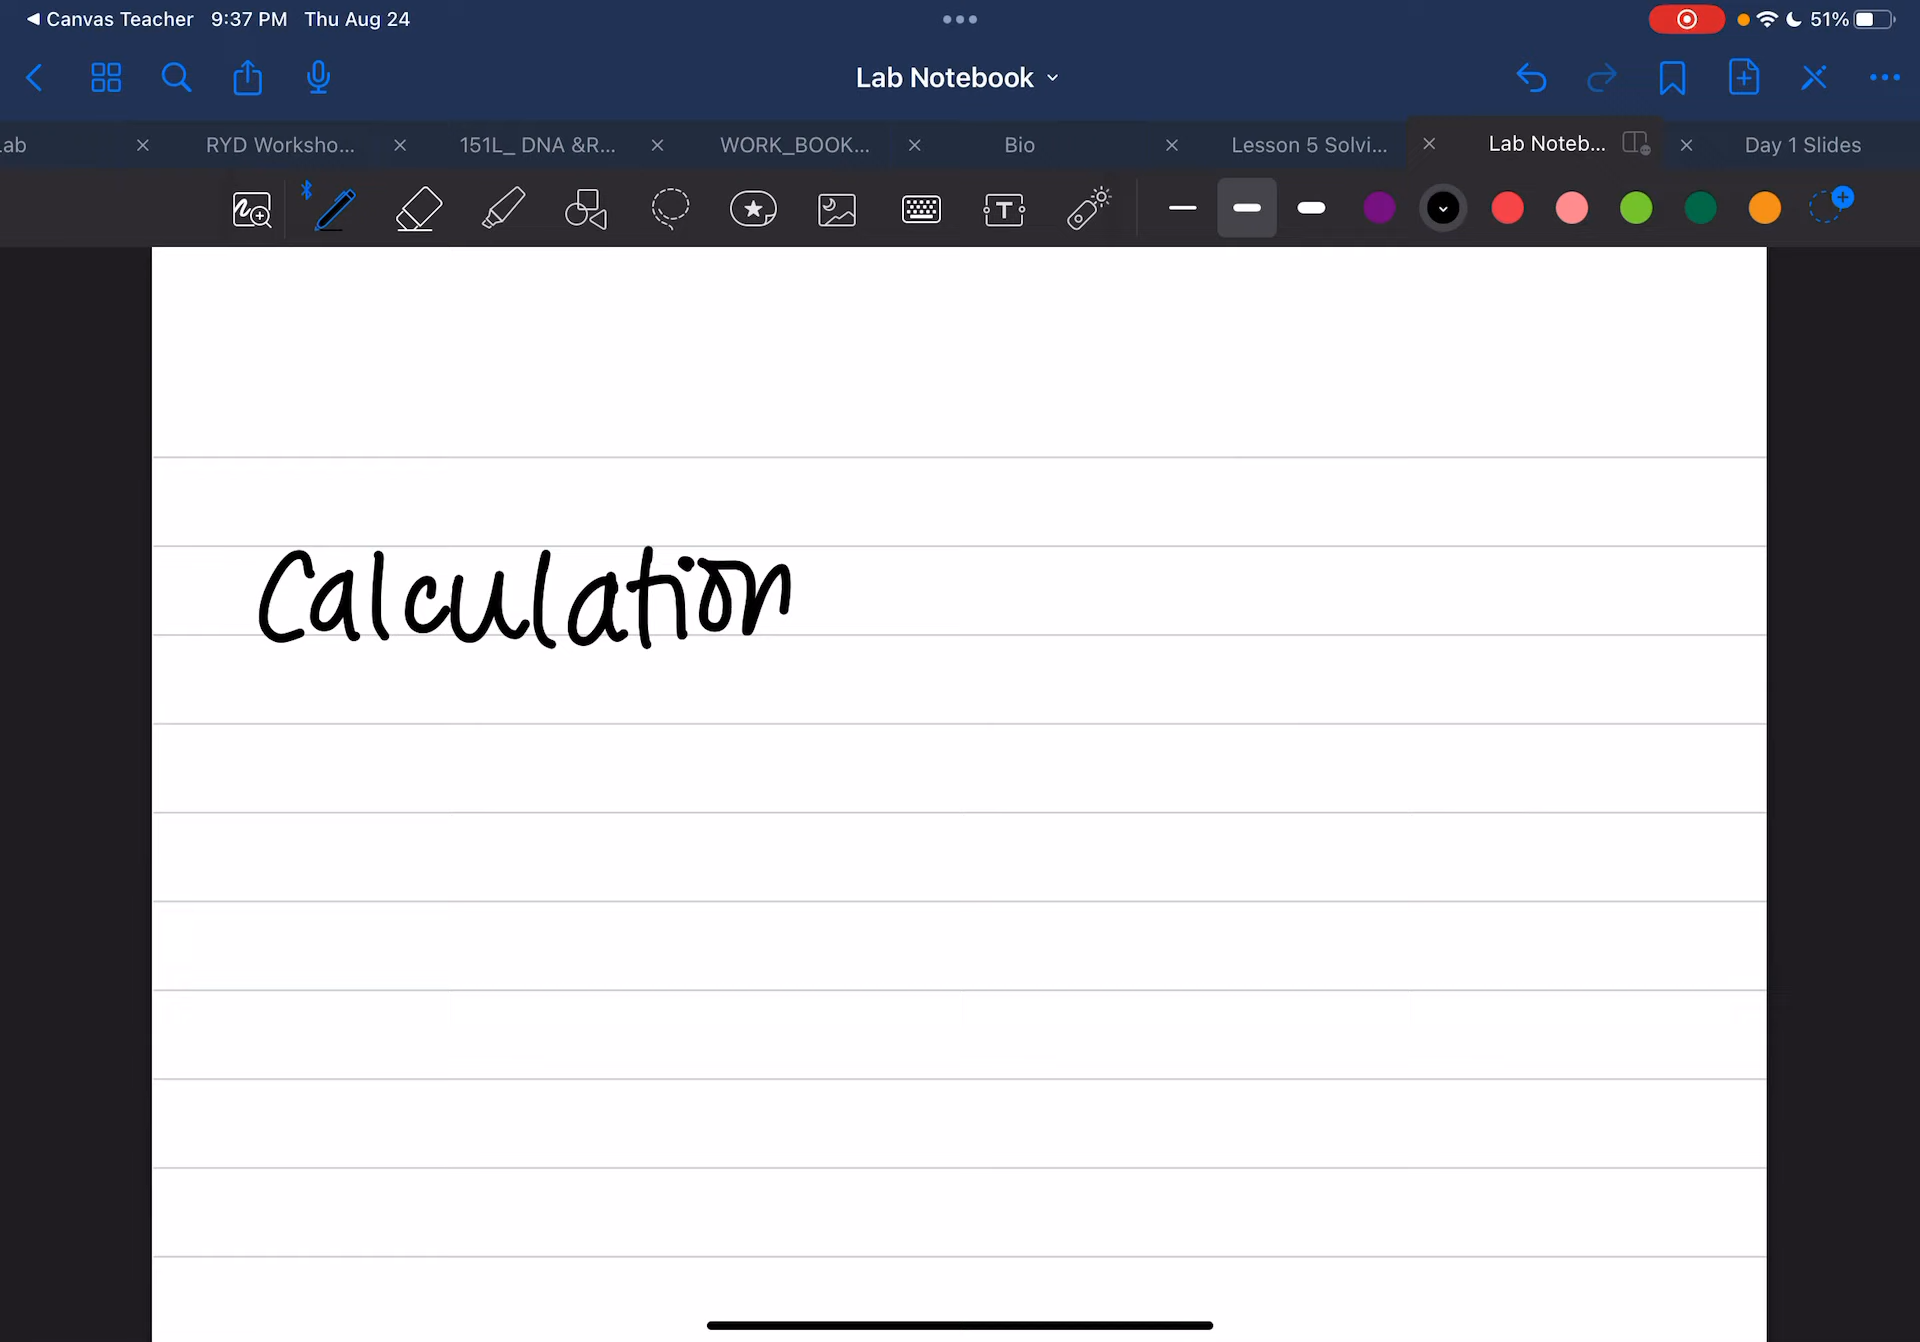 ◀ Canvas Teacher 9:37 PM Thu Aug 24 51%
Lab Notebook
ab RYD Worksho... 151L_ DNA &R... WORK_BOOK... Bio Lesson 5 Solvi... Lab Noteb... Day 1 Slides
T
Calculation